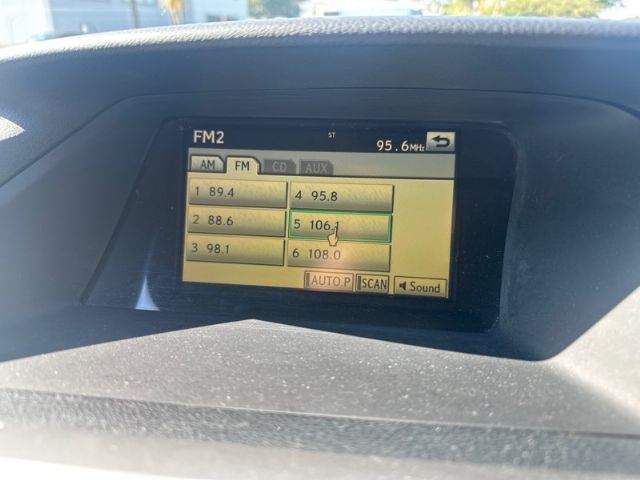 FM2 ST 95.6MHz
AM FM CD AUX
1 89.4 4 95.8
2 88.6 5 106.1
3 98.1 6 108.0
AUTO.P SCAN Sound